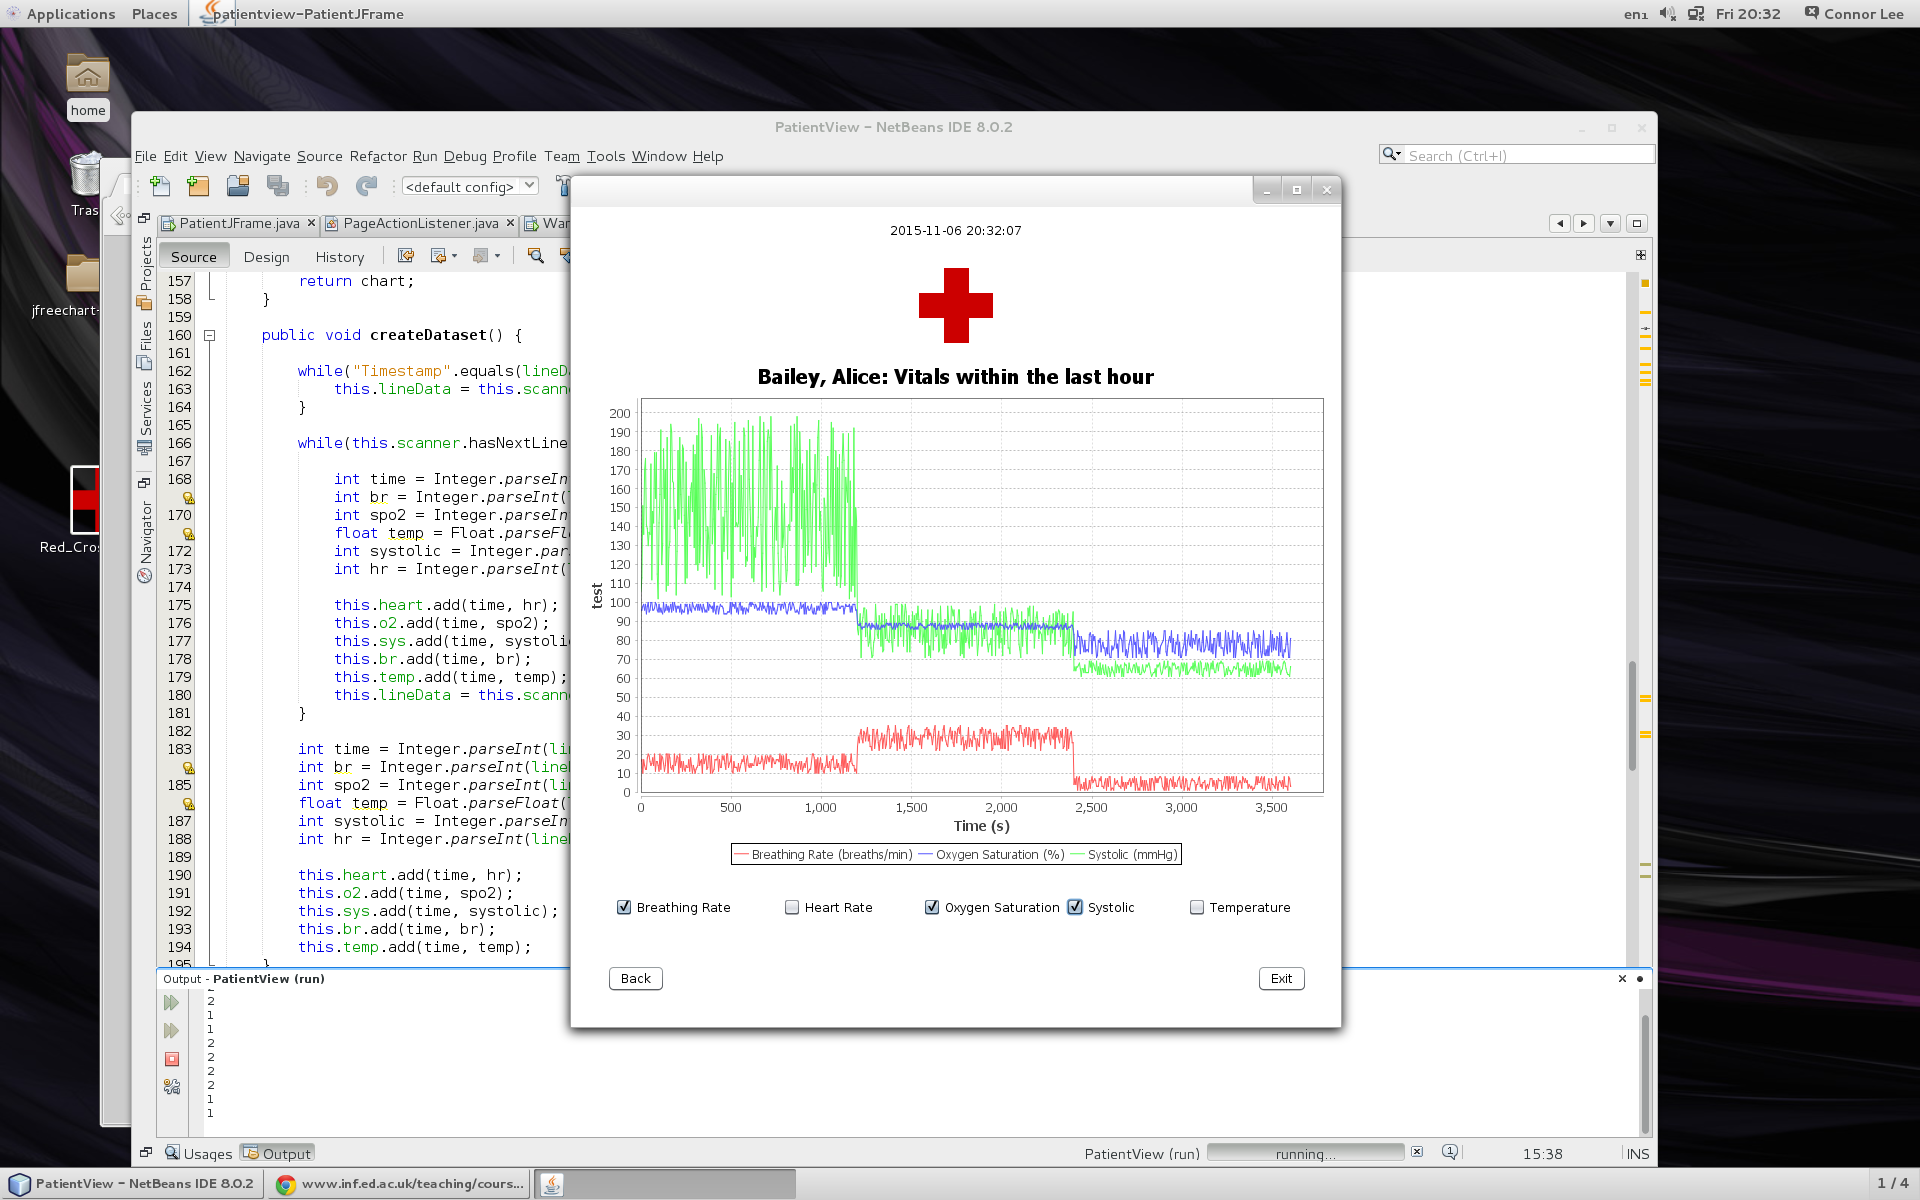 Applications Places patientview-PatientJFrame
en1 Fri 20:32 Connor Lee
home
Tras
jfreechart-
Red_Cros
PatientView - NetBeans IDE 8.0.2
File Edit View Navigate Source Refactor Run Debug Profile Team Tools Window Help
Search (Ctrl+I)
<default config>
PatientJFrame.java PageActionListener.java War
Source Design History
Projects
Files
Services
Navigator
157 return chart;
158 }
159
160 public void createDataset() {
161
162 while("Timestamp".equals(lineDa
163 this.lineData = this.scanne
164 }
165
166 while(this.scanner.hasNextLine
167
168 int time = Integer.parseIn
int br = Integer.parseInt(
170 int spo2 = Integer.parseIn
float temp = Float.parseFl
172 int systolic = Integer.par
173 int hr = Integer.parseInt(
174
175 this.heart.add(time, hr);
176 this.o2.add(time, spo2);
177 this.sys.add(time, systolic
178 this.br.add(time, br);
179 this.temp.add(time, temp);
180 this.lineData = this.scanne
181 }
182
183 int time = Integer.parseInt(li
int br = Integer.parseInt(line
185 int spo2 = Integer.parseInt(li
float temp = Float.parseFloat(
187 int systolic = Integer.parseIn
188 int hr = Integer.parseInt(line
189
190 this.heart.add(time, hr);
191 this.o2.add(time, spo2);
192 this.sys.add(time, systolic);
193 this.br.add(time, br);
194 this.temp.add(time, temp);
195 }
2015-11-06 20:32:07
Bailey, Alice: Vitals within the last hour
200
190
180
170
160
150
140
130
120
110
100
90
80
70
60
50
40
30
20
10
0
test
0 500 1,000 1,500 2,000 2,500 3,000 3,500
Time (s)
Breathing Rate (breaths/min) Oxygen Saturation (%) Systolic (mmHg)
Breathing Rate Heart Rate Oxygen Saturation Systolic Temperature
Back Exit
Output - PatientView (run)
2
2
1
1
2
2
2
2
1
1
Usages Output
PatientView (run) running... 1 15:38 INS
PatientView - NetBeans IDE 8.0.2 www.inf.ed.ac.uk/teaching/cours...
1 / 4